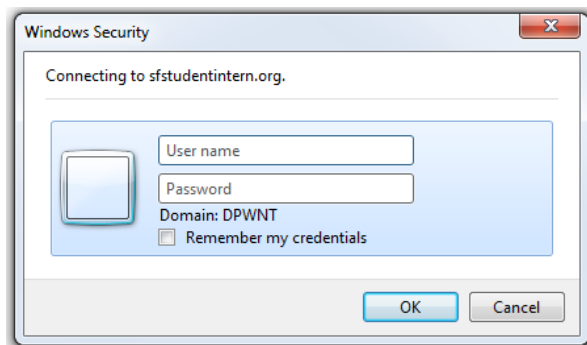 Windows Security
Connecting to sfstudentintern.org.
User name
Password
Domain: DPWNT
Remember my credentials
OK
Cancel